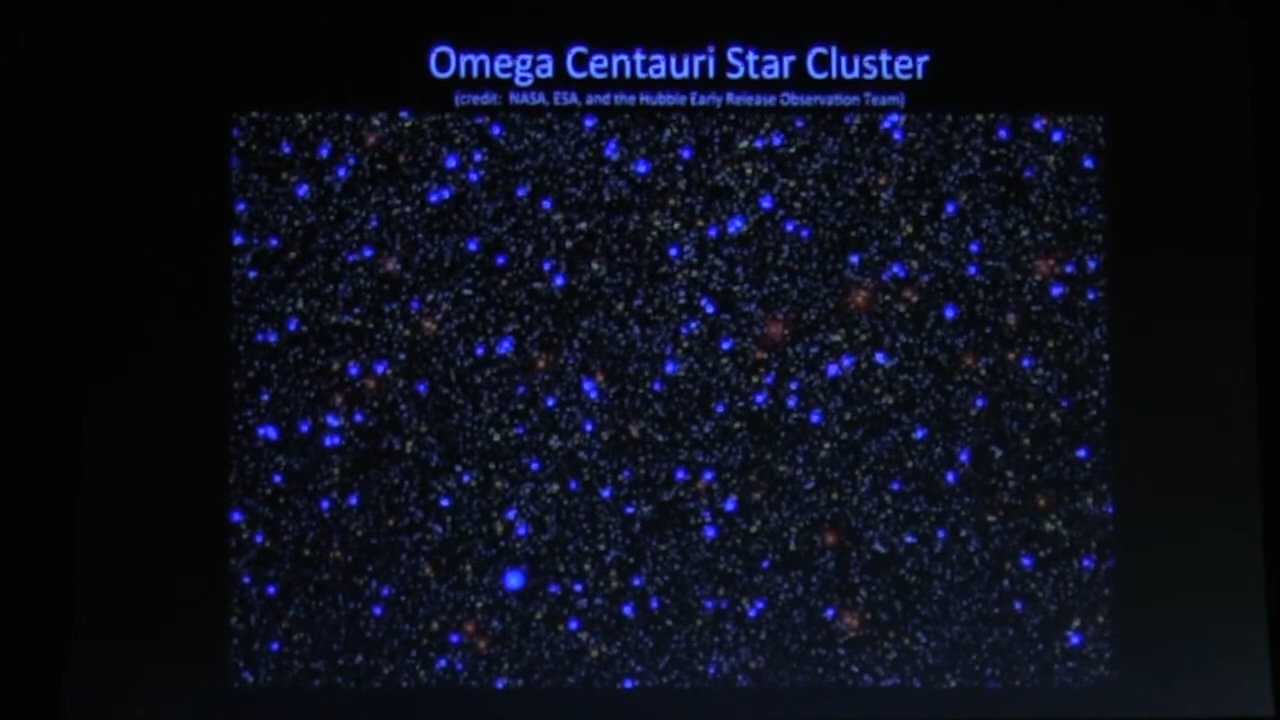 Omega Centauri Star Cluster
(credit: NASA, ESA, and the Hubble Early Release Observation Team)